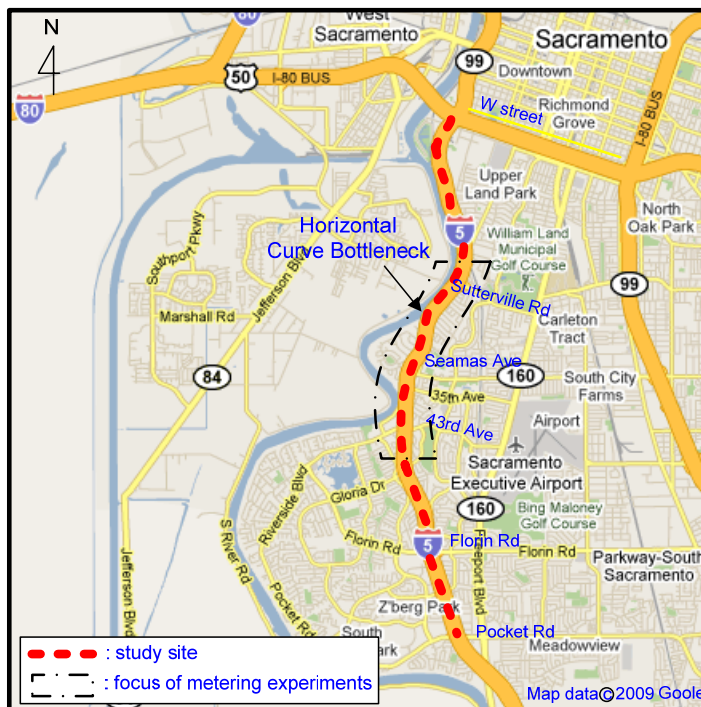 80
80
West
Sacramento
N
50
I-80 BUS
99
Sacramento
Downtown
W street
Richmond
Grove
I-80 BUS
80
Upper
Land Park
Southport Pkwy
Jefferson Blvd
Horizontal
Curve Bottleneck
5
William Land
Municipal
Golf Course
North
Oak Park
99
Sutterville Rd
Marshall Rd
Carleton
Tract
84
Seamas Ave
160
South City
Farms
35th Ave
43rd Ave
Airport
Sacramento
Executive Airport
Riverside Blvd
Gloria Dr
160
Bing Maloney
Golf Course
S River Rd
Florin Rd
5
Florin Rd
Freeport Blvd
Florin Rd
Parkway-South
Sacramento
Jefferson Blvd
Pocket Rd
Z'berg Park
South
Pocket Rd
Meadowview
: study site
: focus of metering experiments
Map data©2009 Goole